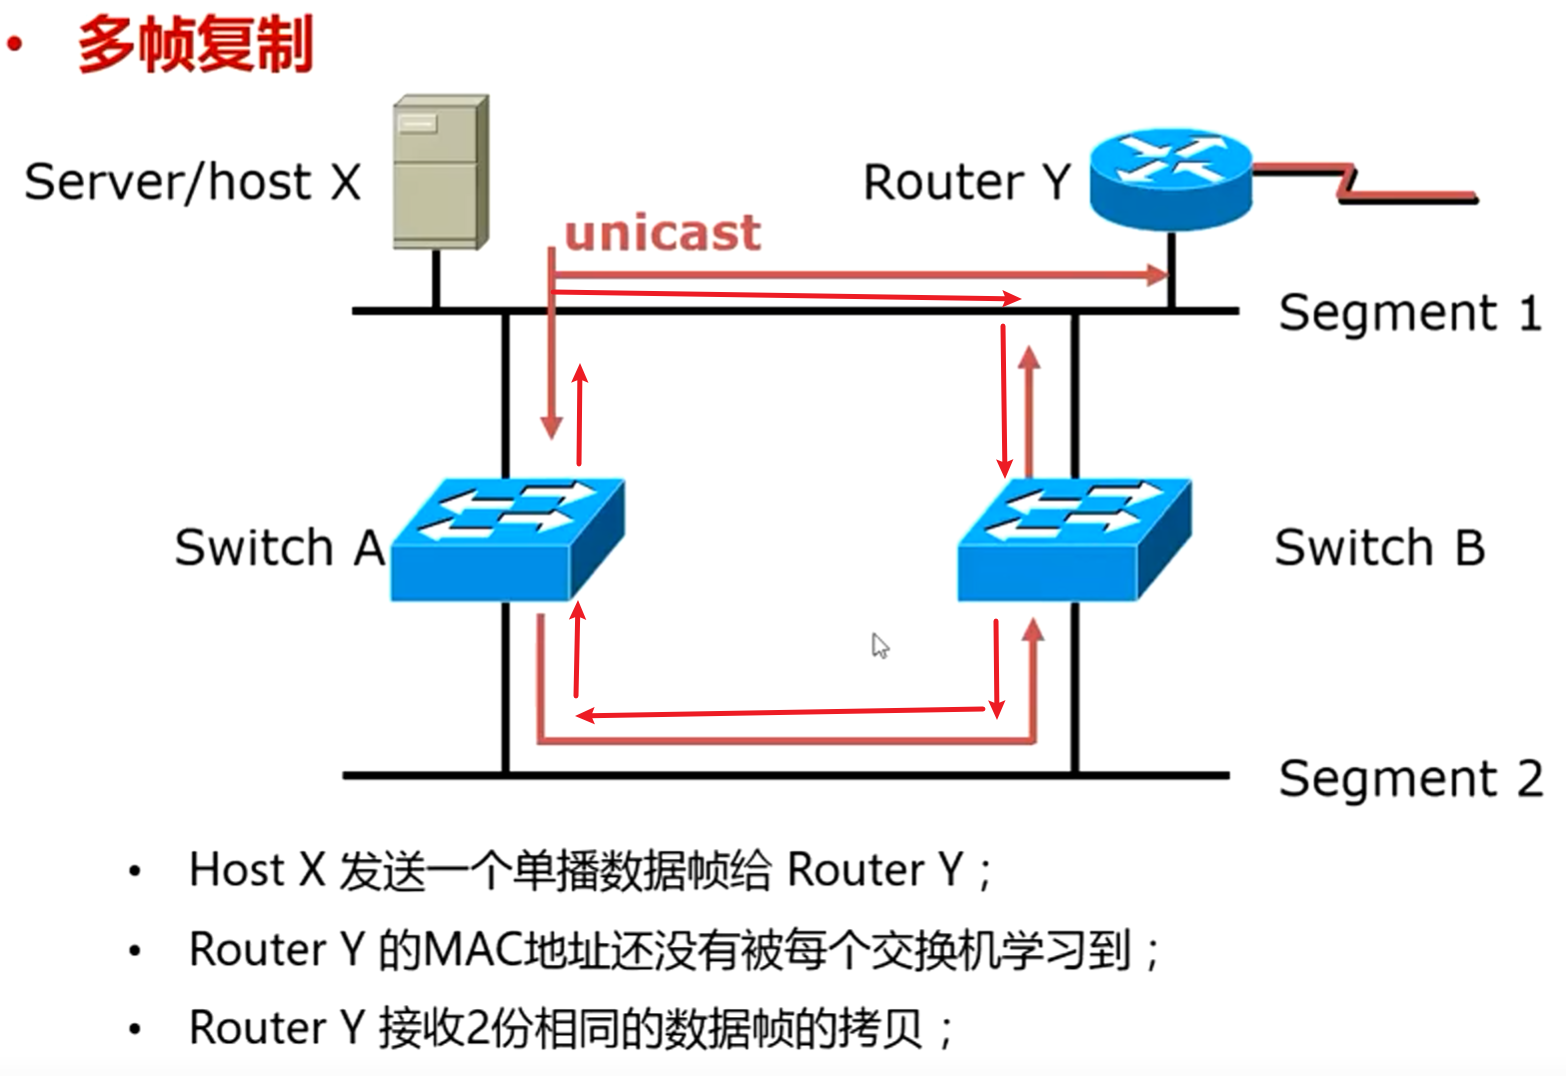 • 多帧复制
Server/host X
Router Y
unicast
Segment 1
Switch A
Switch B
Segment 2
• Host X 发送一个单播数据帧给 Router Y；
• Router Y 的MAC地址还没有被每个交换机学习到；
• Router Y 接收2份相同的数据帧的拷贝；